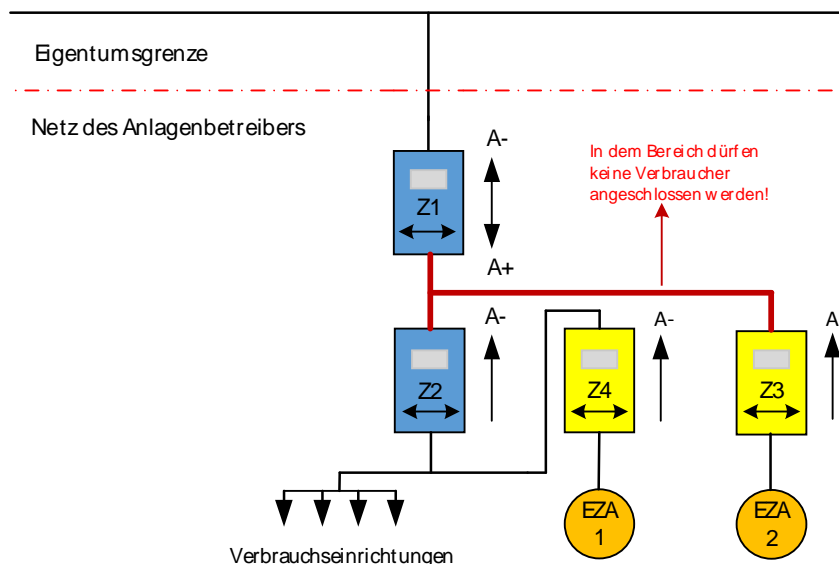 Eigentumsgrenze
Netz des Anlagenbetreibers
A-
In dem Bereich dürfen
keine Verbraucher
angeschlossen werden!
Z1
A+
A-
A-
A
Z2
Z4
Z3
EZA
1
EZA
2
Verbrauchseinrichtungen